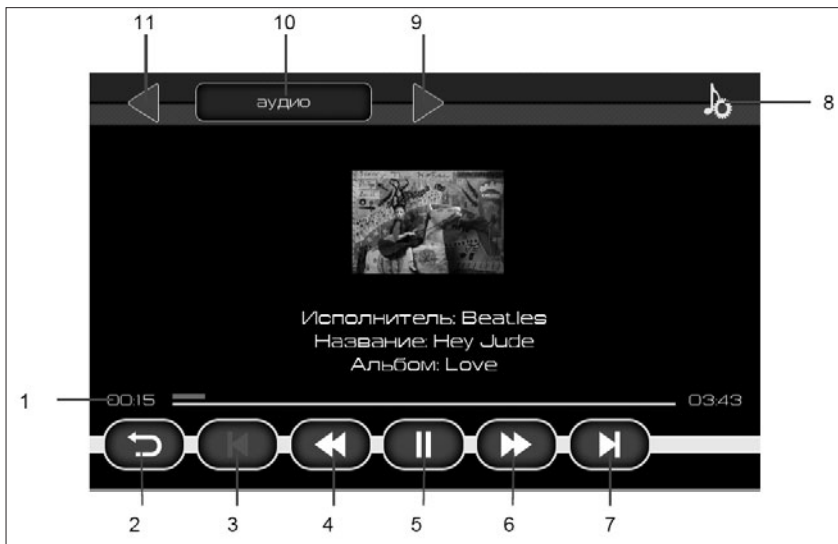 11 10 9
аудио
8
Исполнитель: Beatles
Название: Hey Jude
Альбом: Love
1 00:15 03:43
2 3 4 5 6 7